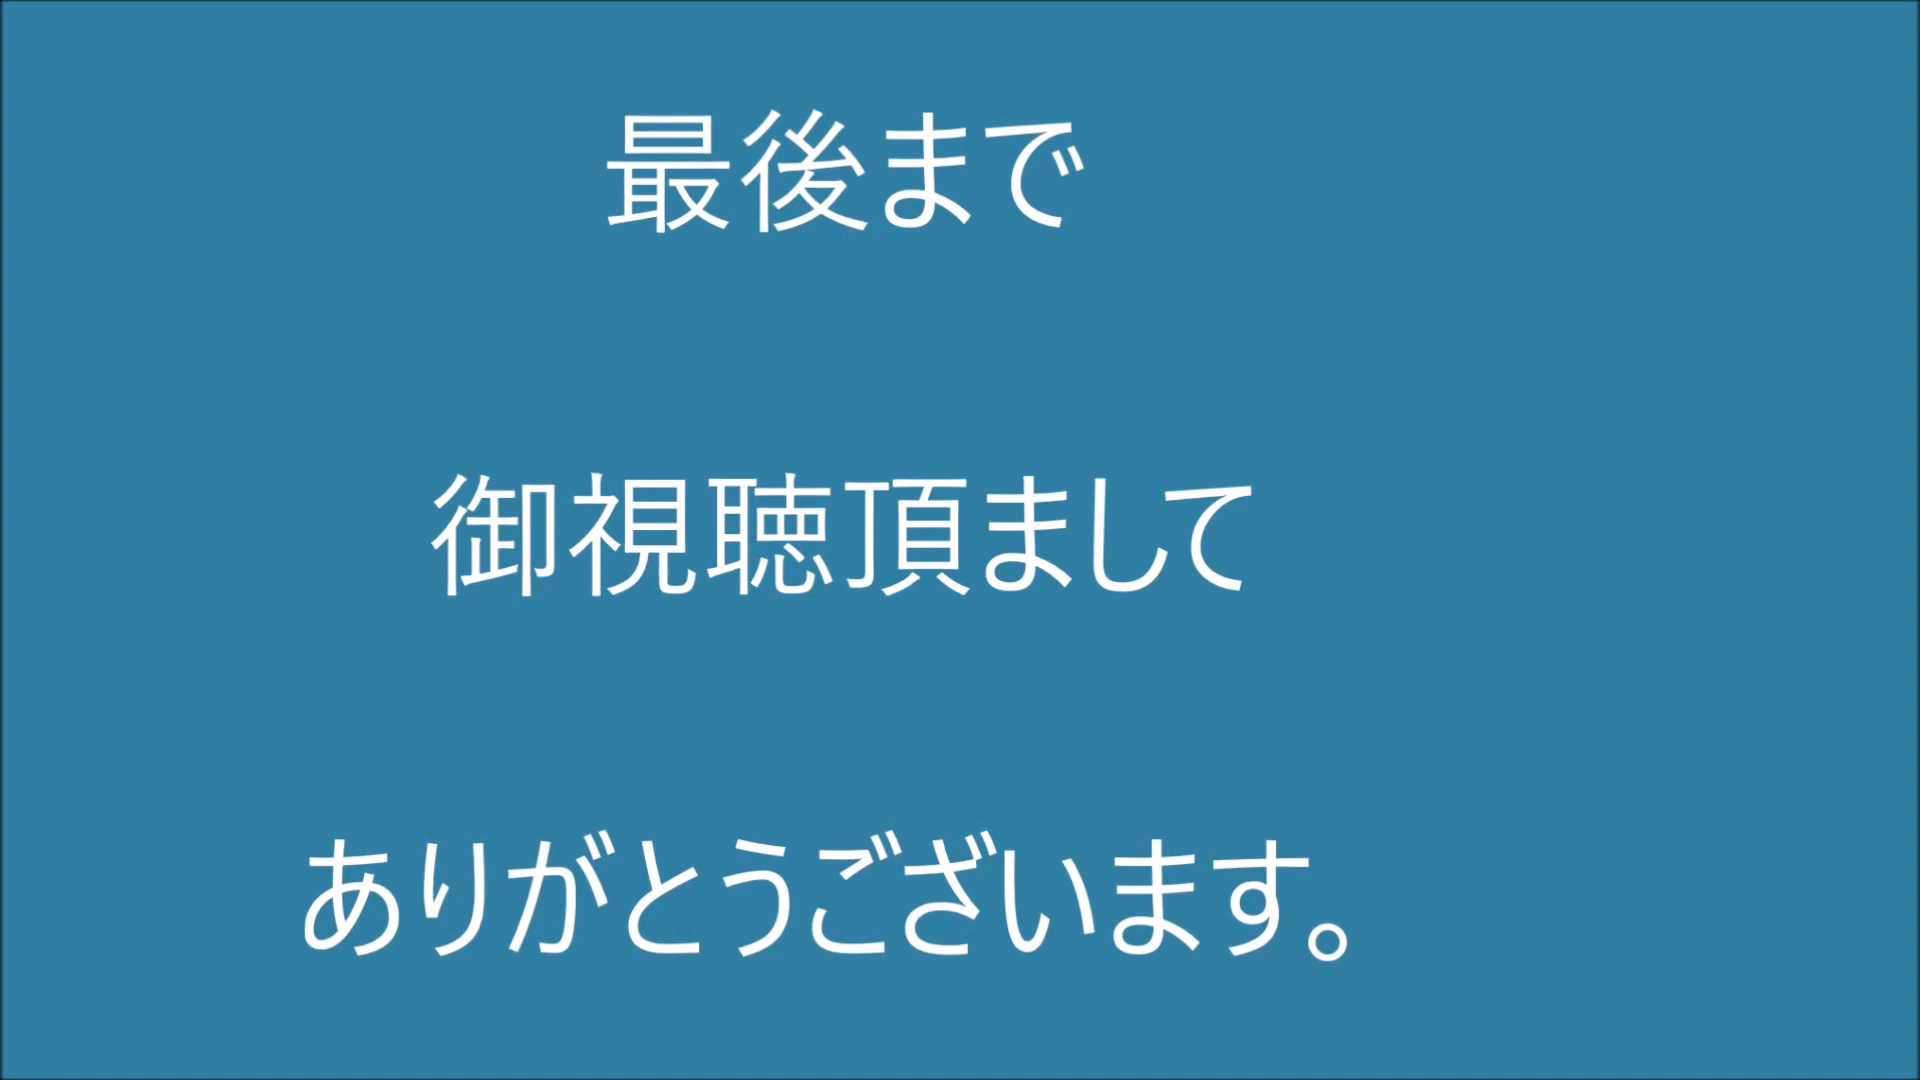 最後まで
御視聴頂まして
ありがとうございます。